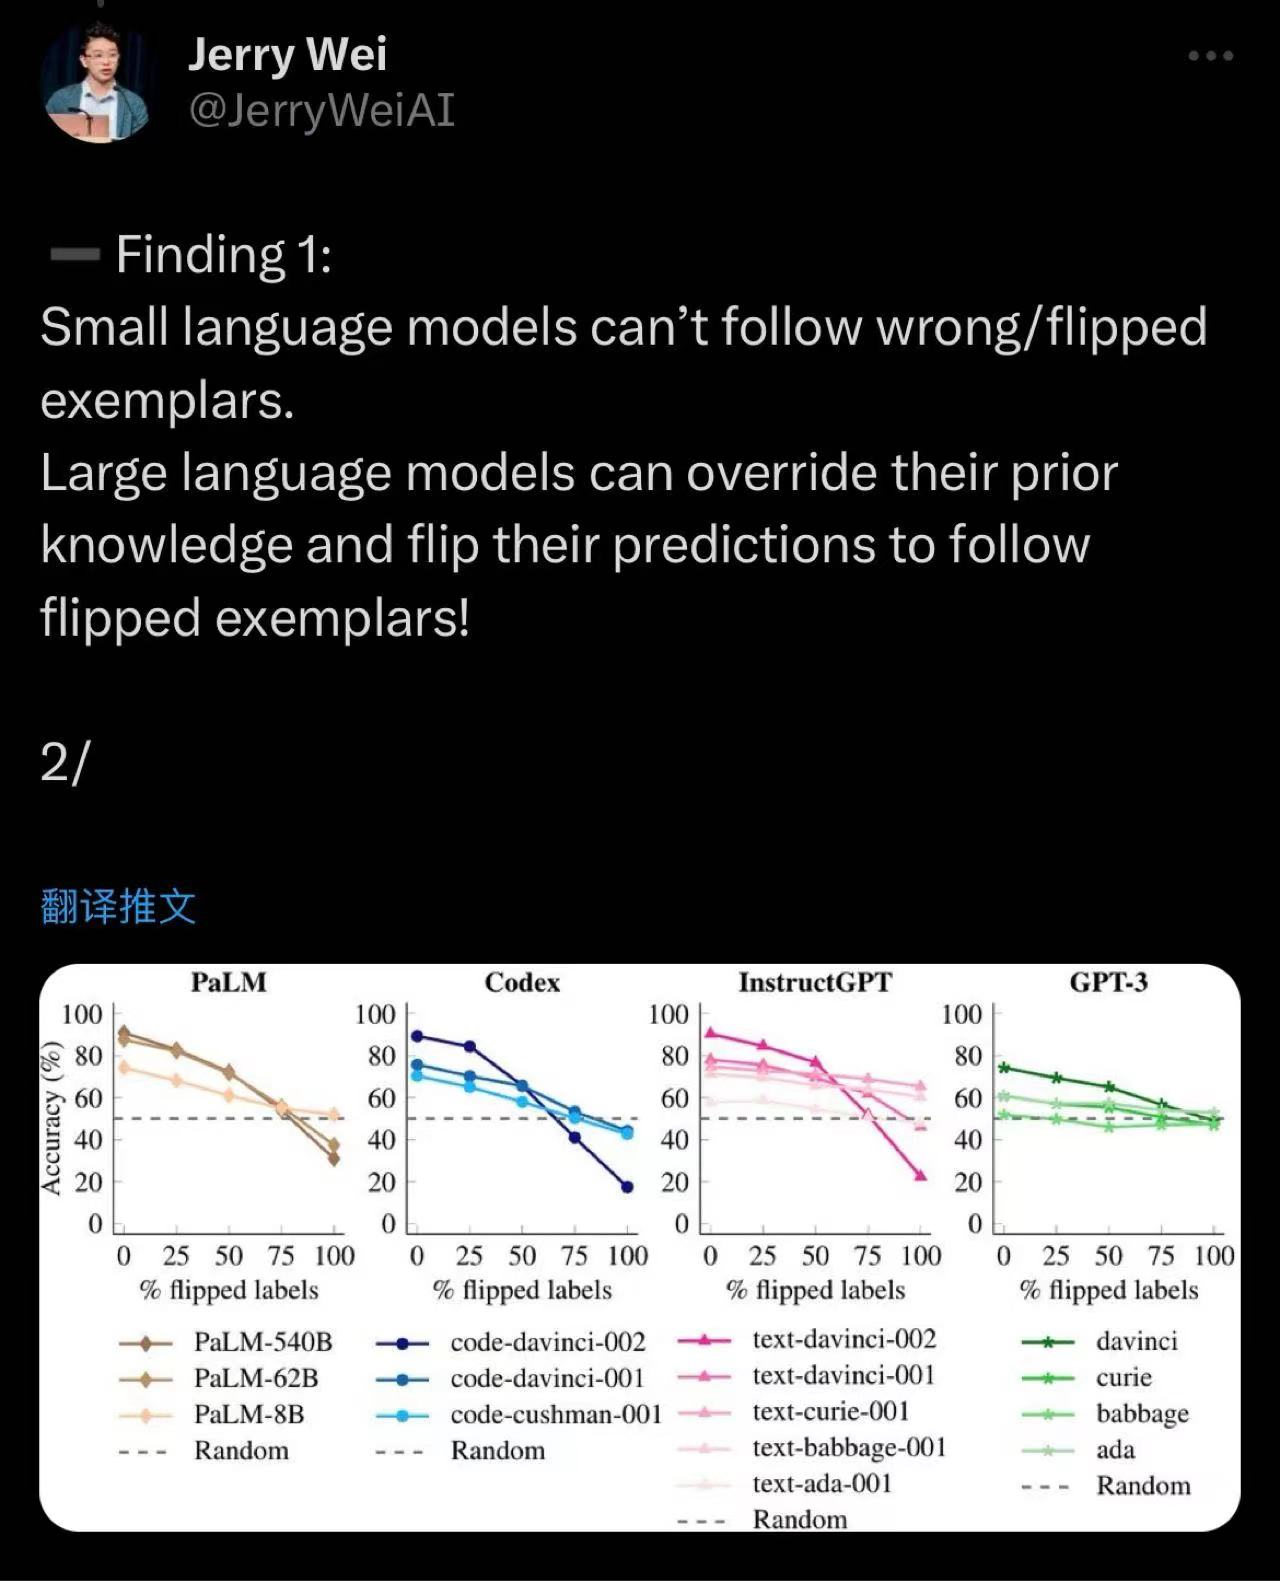 Jerry Wei
@JerryWeiAI
➖ Finding 1:
Small language models can’t follow wrong/flipped
exemplars.
Large language models can override their prior
knowledge and flip their predictions to follow
flipped exemplars!
2/
翻译推文
PaLM
Accuracy (%)
100
80
60
40
20
0
0 25 50 75 100
% flipped labels
PaLM-540B
PaLM-62B
PaLM-8B
Random
Codex
100
80
60
40
20
0
0 25 50 75 100
% flipped labels
code-davinci-002
code-davinci-001
code-cushman-001
Random
InstructGPT
100
80
60
40
20
0
0 25 50 75 100
% flipped labels
text-davinci-002
text-davinci-001
text-curie-001
text-babbage-001
text-ada-001
Random
GPT-3
100
80
60
40
20
0
0 25 50 75 100
% flipped labels
davinci
curie
babbage
ada
Random